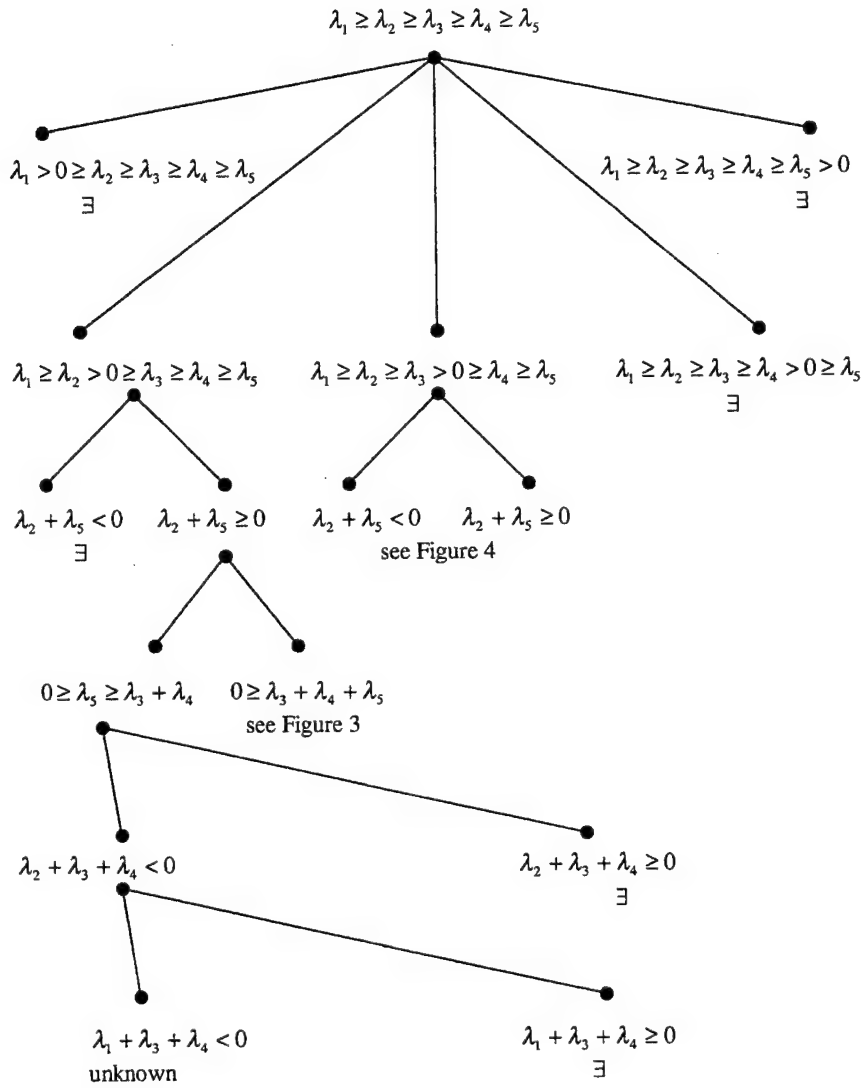 λ₁ ≥ λ₂ ≥ λ₃ ≥ λ₄ ≥ λ₅
λ₁ > 0 ≥ λ₂ ≥ λ₃ ≥ λ₄ ≥ λ₅
∃
λ₁ ≥ λ₂ ≥ λ₃ ≥ λ₄ ≥ λ₅ > 0
∃
λ₁ ≥ λ₂ > 0 ≥ λ₃ ≥ λ₄ ≥ λ₅
λ₁ ≥ λ₂ ≥ λ₃ > 0 ≥ λ₄ ≥ λ₅
λ₁ ≥ λ₂ ≥ λ₃ ≥ λ₄ > 0 ≥ λ₅
∃
λ₂ + λ₅ < 0
∃
λ₂ + λ₅ ≥ 0
λ₂ + λ₅ < 0
λ₂ + λ₅ ≥ 0
see Figure 4
0 ≥ λ₅ ≥ λ₃ + λ₄
0 ≥ λ₃ + λ₄ + λ₅
see Figure 3
λ₂ + λ₃ + λ₄ < 0
λ₂ + λ₃ + λ₄ ≥ 0
∃
λ₁ + λ₃ + λ₄ < 0
unknown
λ₁ + λ₃ + λ₄ ≥ 0
∃